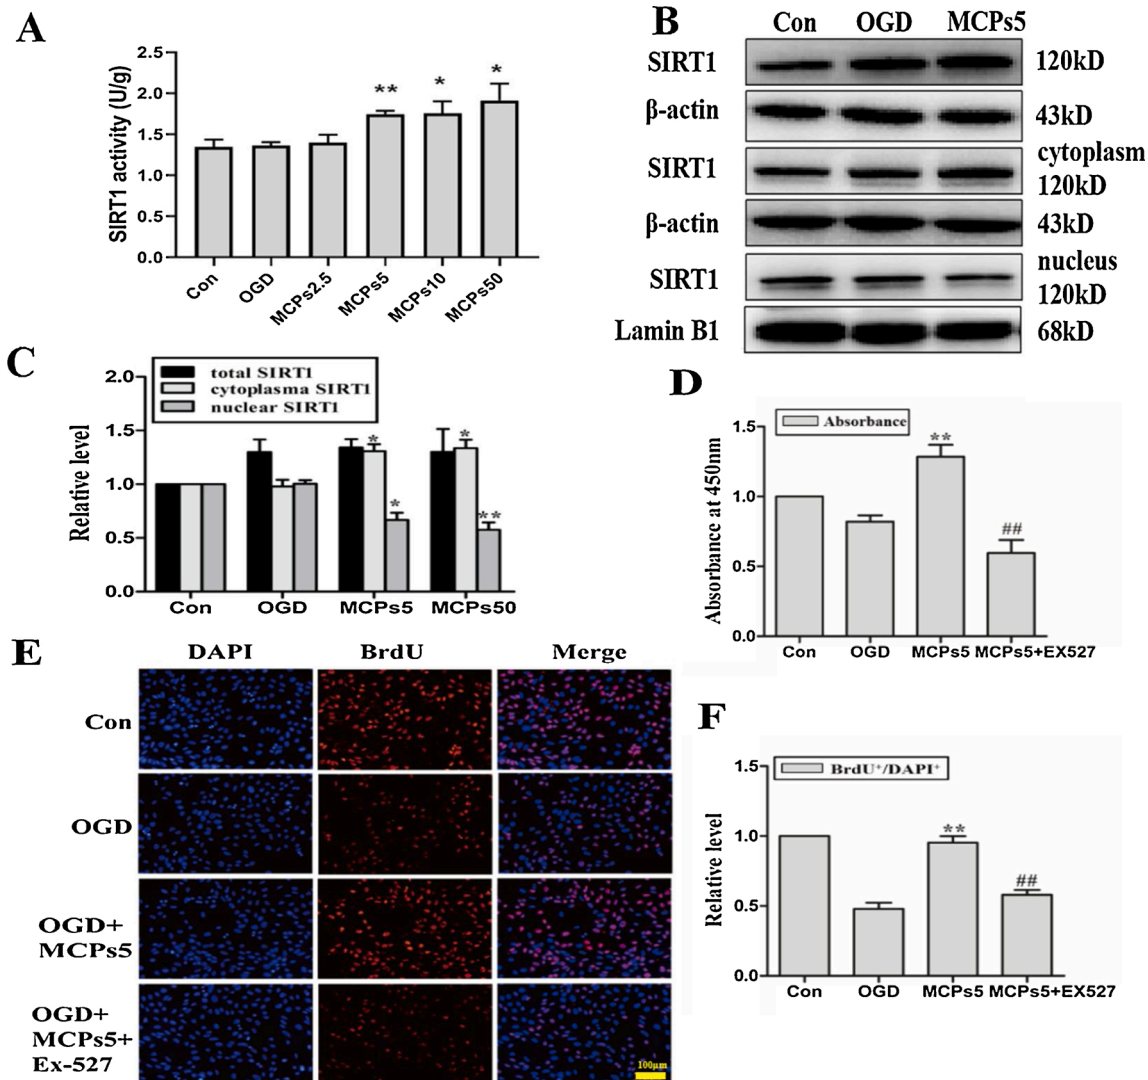 A
2.5
2.0
1.5
1.0
0.5
0.0
SIRT1 activity (U/g)
**
*
*
Con
OGD
MCPs2.5
MCPs5
MCPs10
MCPs50
B
Con OGD MCPs5
SIRT1 120kD
β-actin 43kD
SIRT1 cytoplasm
120kD
β-actin 43kD
SIRT1 nucleus
120kD
Lamin B1 68kD
C
total SIRT1
cytoplasma SIRT1
nuclear SIRT1
2.0
1.5
1.0
0.5
0.0
Relative level
*
*
*
**
Con OGD MCPs5 MCPs50
D
Absorbance
1.5
1.0
0.5
0.0
Absorbance at 450nm
**
##
Con OGD MCPs5 MCPs5+EX527
E
DAPI BrdU Merge
Con
OGD
OGD+
MCPs5
OGD+
MCPs5+
Ex-527
100μm
F
BrdU⁺/DAPI⁺
1.5
1.0
0.5
0.0
Relative level
**
##
Con OGD MCPs5 MCPs5+EX527